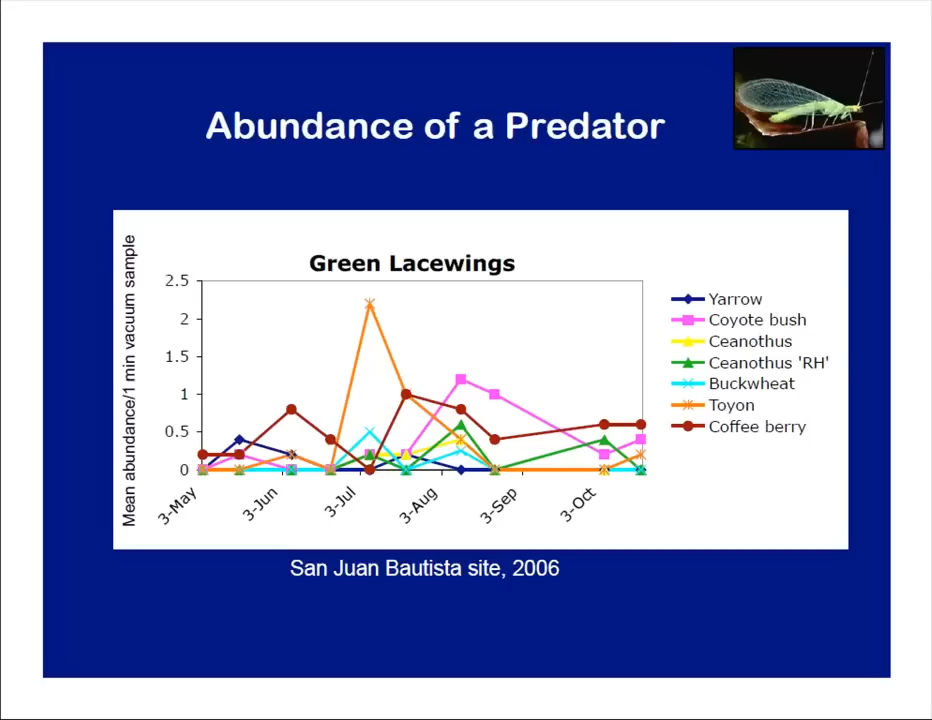 Abundance of a Predator
Green Lacewings
Mean abundance/1 min vacuum sample
2.5
2
1.5
1
0.5
0
3-May
3-Jun
3-Jul
3-Aug
3-Sep
3-Oct
Yarrow
Coyote bush
Ceanothus
Ceanothus 'RH'
Buckwheat
Toyon
Coffee berry
San Juan Bautista site, 2006